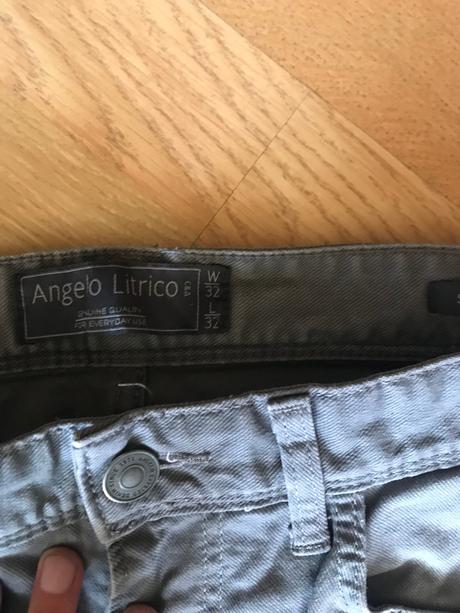 Angelo Litrico C&A
GENUINE QUALITY
FOR EVERYDAY USE
W
32
L
32